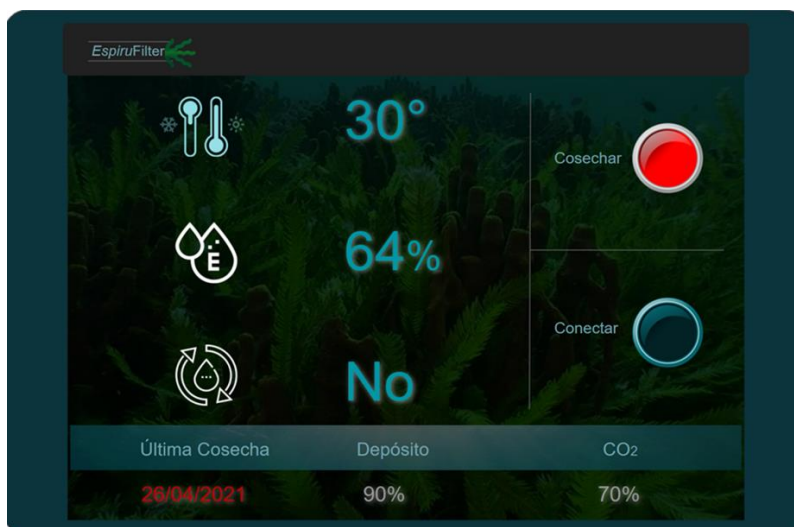 EspiruFilter
30°
Cosechar
E
64%
Conectar
No
Última Cosecha Depósito CO2
26/04/2021 90% 70%